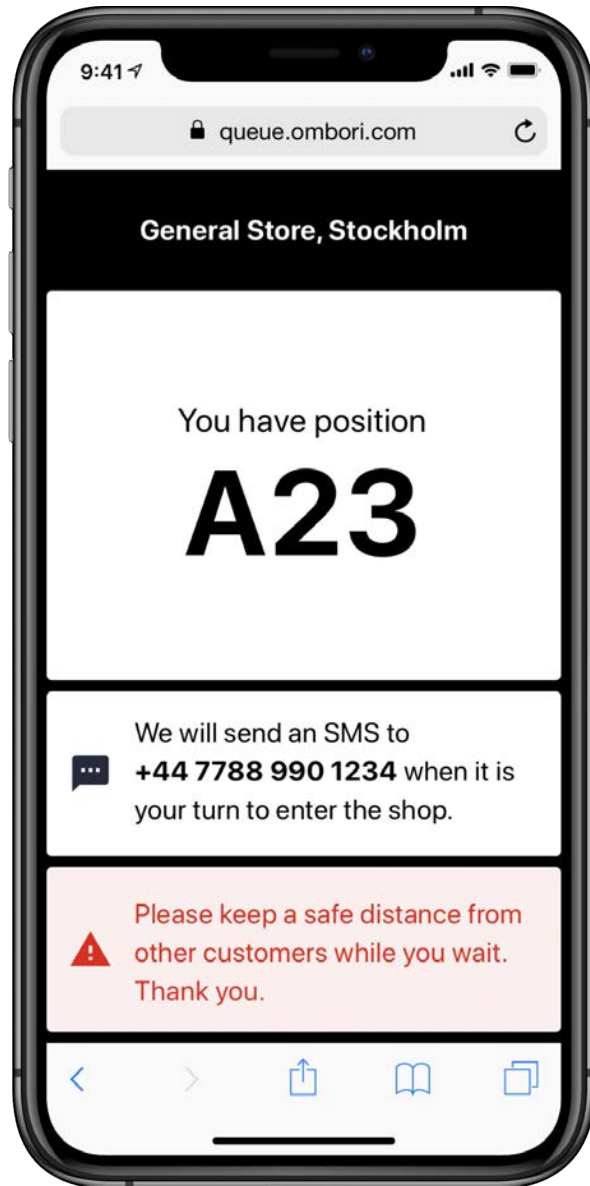 9:41
queue.ombori.com
General Store, Stockholm
You have position
A23
We will send an SMS to
+44 7788 990 1234 when it is
your turn to enter the shop.
Please keep a safe distance from
other customers while you wait.
Thank you.